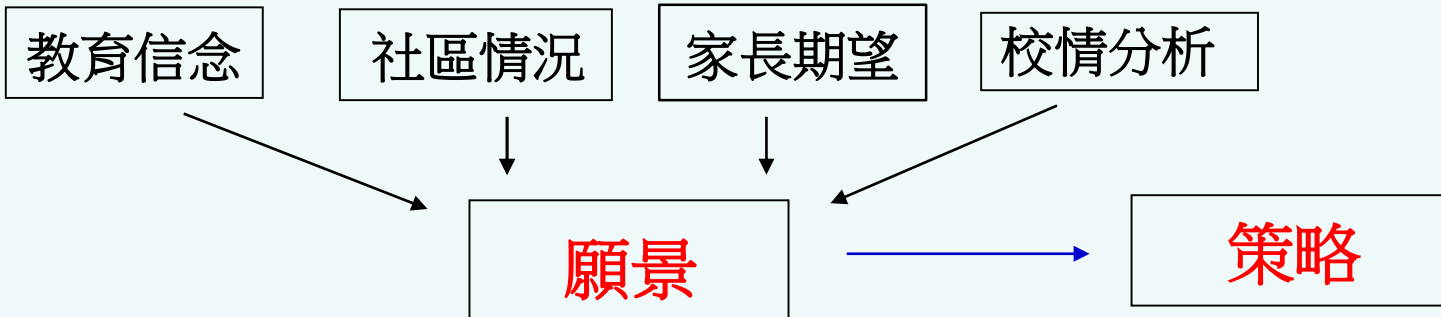 教育信念
社區情況
家長期望
校情分析
願景
策略